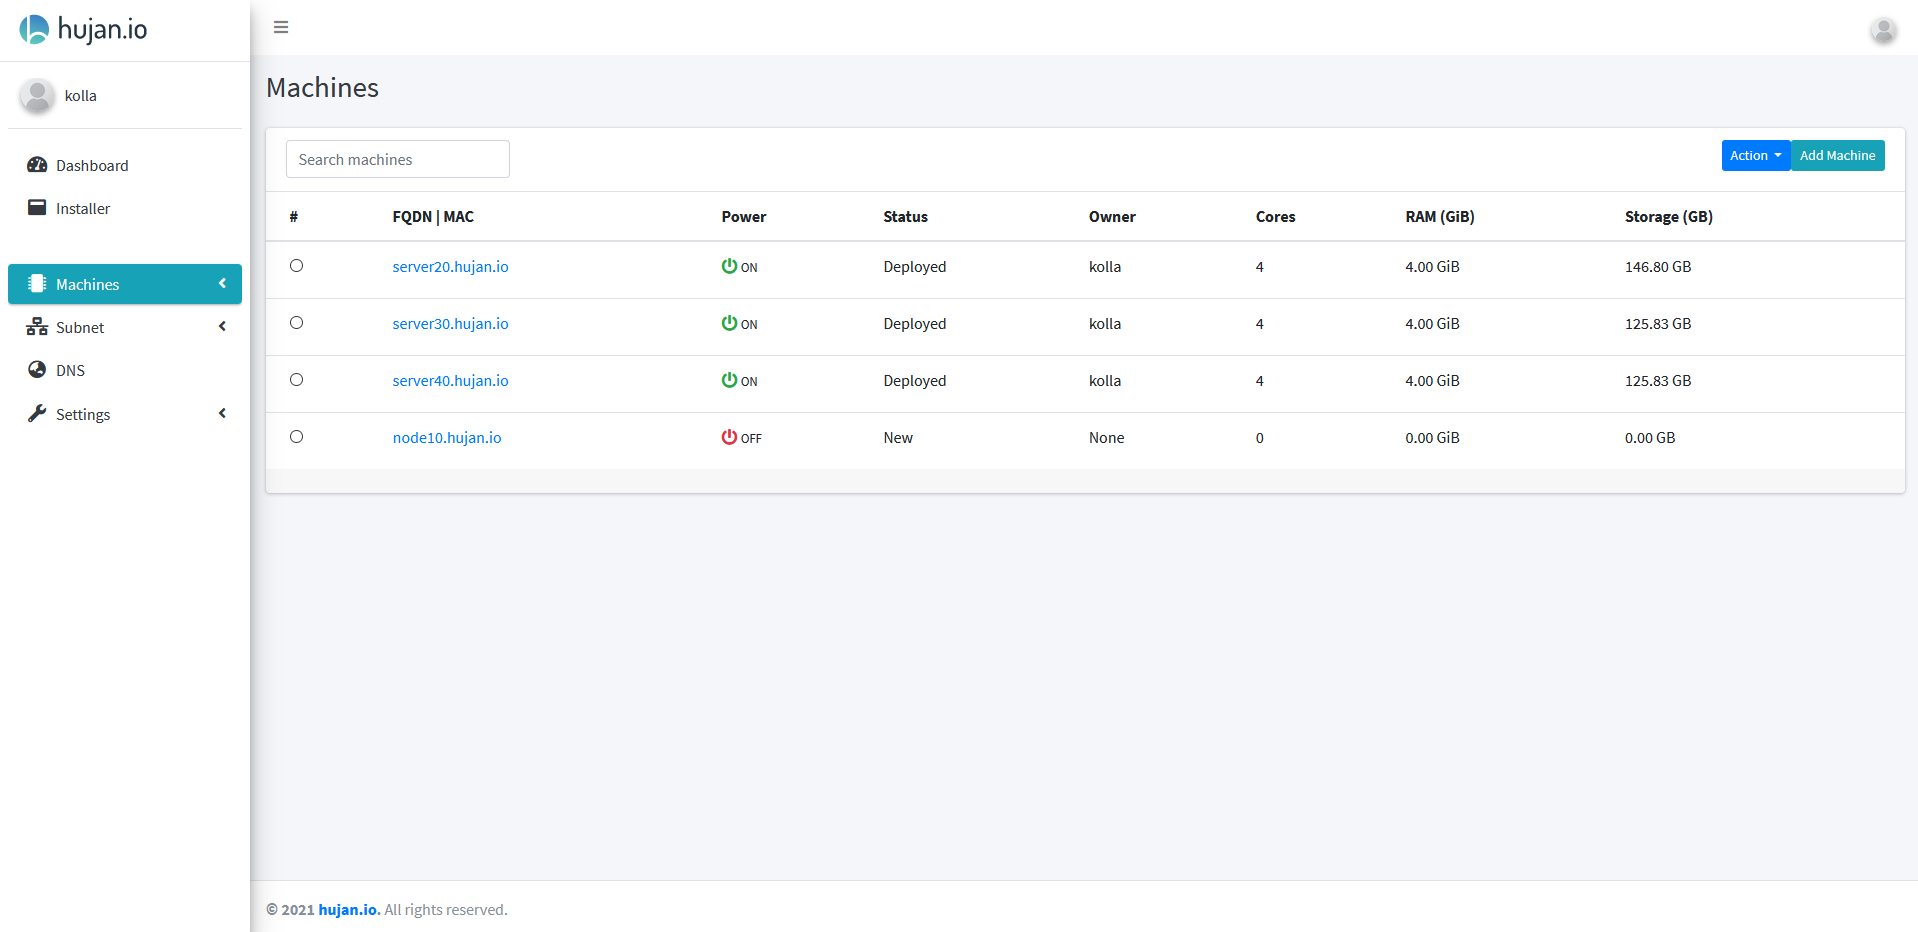 hujan.io
kolla
Dashboard
Installer
Machines
Subnet
DNS
Settings
Machines
Search machines
Action Add Machine
# FQDN | MAC Power Status Owner Cores RAM (GiB) Storage (GB)
server20.hujan.io ON Deployed kolla 4 4.00 GiB 146.80 GB
server30.hujan.io ON Deployed kolla 4 4.00 GiB 125.83 GB
server40.hujan.io ON Deployed kolla 4 4.00 GiB 125.83 GB
node10.hujan.io OFF New None 0 0.00 GiB 0.00 GB
© 2021 hujan.io. All rights reserved.